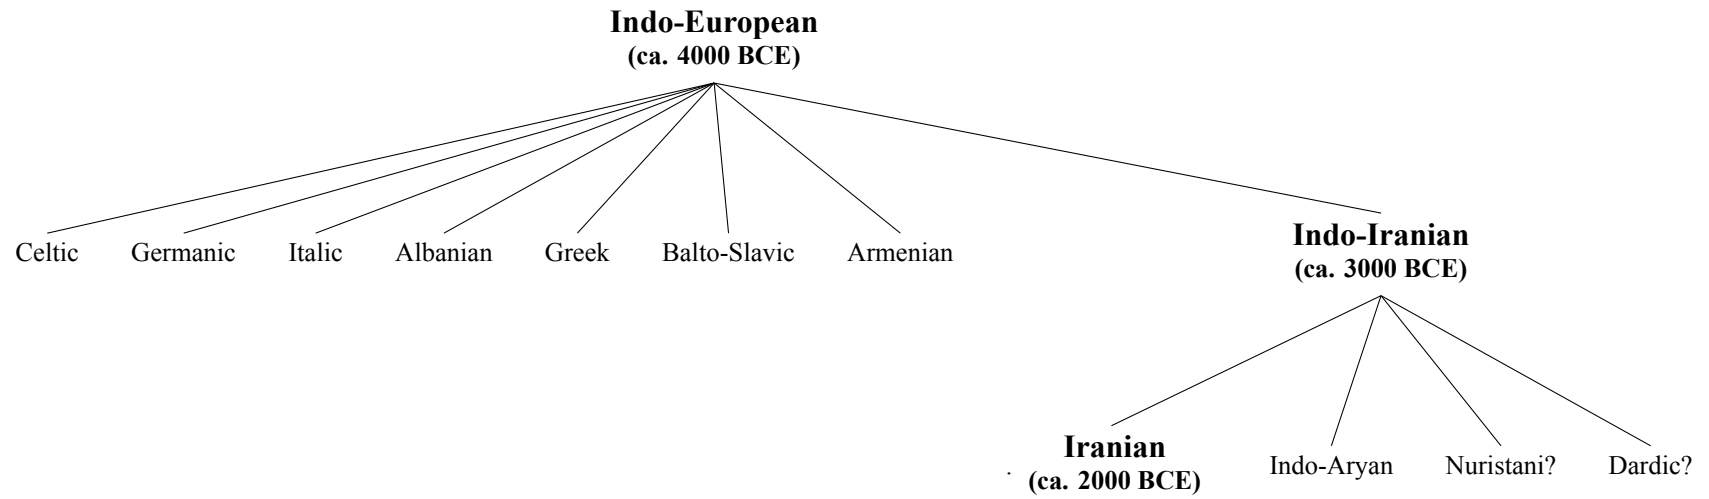 Indo-European
(ca. 4000 BCE)
Celtic Germanic Italic Albanian Greek Balto-Slavic Armenian
Indo-Iranian
(ca. 3000 BCE)
Iranian
(ca. 2000 BCE)
Indo-Aryan Nuristani? Dardic?